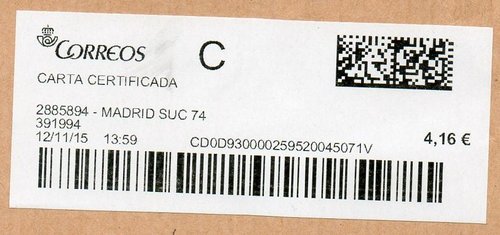 CORREOS C
CARTA CERTIFICADA
2885894 - MADRID SUC 74
391994
12/11/15 13:59 CD0D930000259520045071V 4,16 €